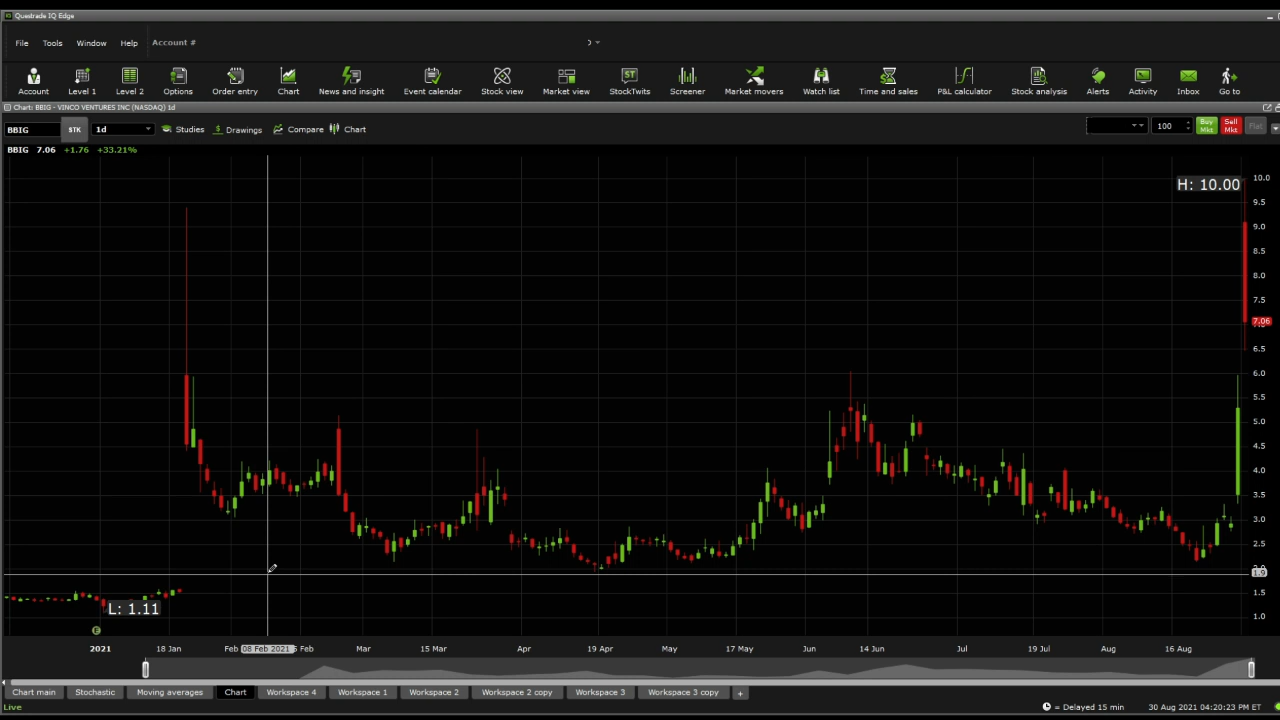 Questrade IQ Edge
File Tools Window Help Account #
Account Level 1 Level 2 Options Order entry Chart News and insight Event calendar Stock view Market view StockTwits Screener Market movers Watch list Time and sales P&L calculator Stock analysis Alerts Activity Inbox Go to
Chart: BBIG - VINCO VENTURES INC (NASDAQ) 1d
BBIG STK 1d Studies Drawings Compare Chart 100 Buy Mkt Sell Mkt Flat
BBIG 7.06 +1.76 +33.21%
10.0
H: 10.00
9.5
9.0
8.5
8.0
7.5
7.06
6.5
6.0
5.5
5.0
4.5
4.0
3.5
3.0
2.5
1.9
1.5
L: 1.11
1.0
E
2021 18 Jan Feb 08 Feb 2021 Feb Mar 15 Mar Apr 19 Apr May 17 May Jun 14 Jun Jul 19 Jul Aug 16 Aug
Chart main Stochastic Moving averages Chart Workspace 4 Workspace 1 Workspace 2 Workspace 2 copy Workspace 3 Workspace 3 copy +
Live = Delayed 15 min 30 Aug 2021 04:20:23 PM ET